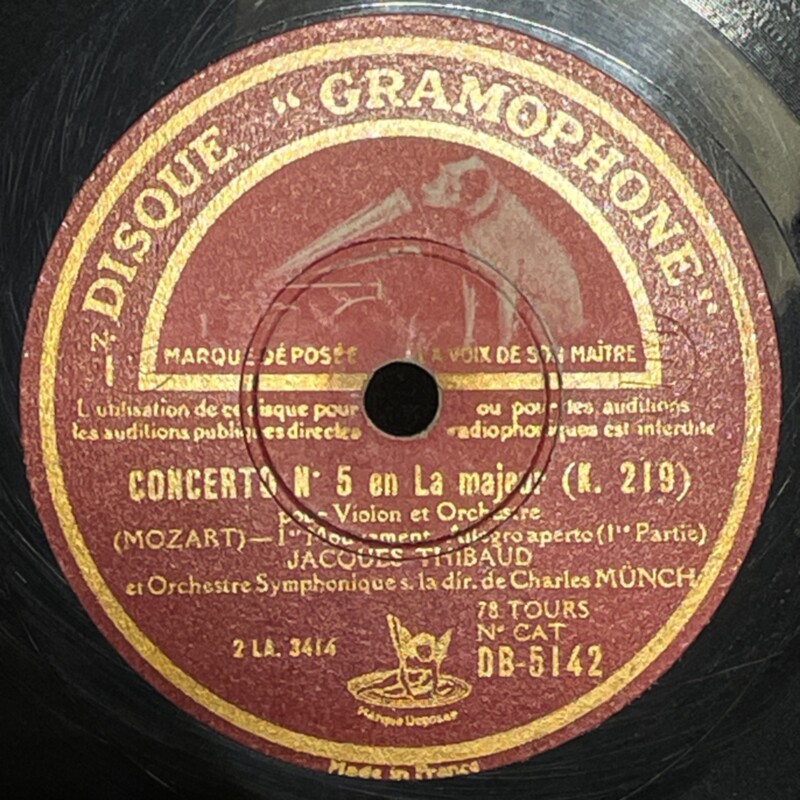 DISQUE "GRAMOPHONE"
MARQUE DÉPOSÉE LA VOIX DE SON MAÎTRE
L'utilisation de ce disque pour ou pour les auditions
les auditions publiques directes radiophoniques est interdite
CONCERTO N° 5 en La majeur (K. 219)
pour Violon et Orchestre
(MOZART)—1er Mouvement Allegro aperto (1re Partie)
JACQUES THIBAUD
et Orchestre Symphonique s. la dir. de Charles MÜNCH
78 TOURS
N° CAT
2 LA. 3414
DB-5142
Marque Déposée
Made in France